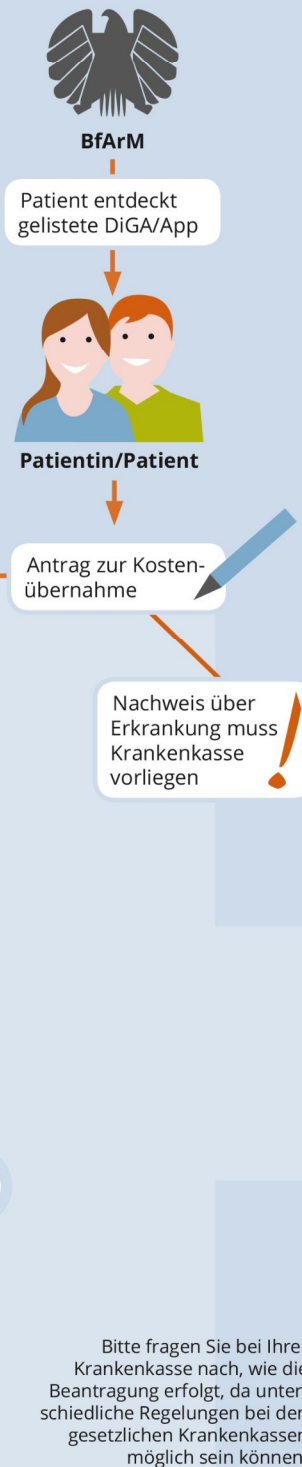 BfArM
Patient entdeckt
gelistete DiGA/App
Patientin/Patient
Antrag zur Kosten-
übernahme
Nachweis über
Erkrankung muss
Krankenkasse
vorliegen
Bitte fragen Sie bei Ihre
Krankenkasse nach, wie die
Beantragung erfolgt, da unter
schiedliche Regelungen bei der
gesetzlichen Krankenkasser
möglich sein können